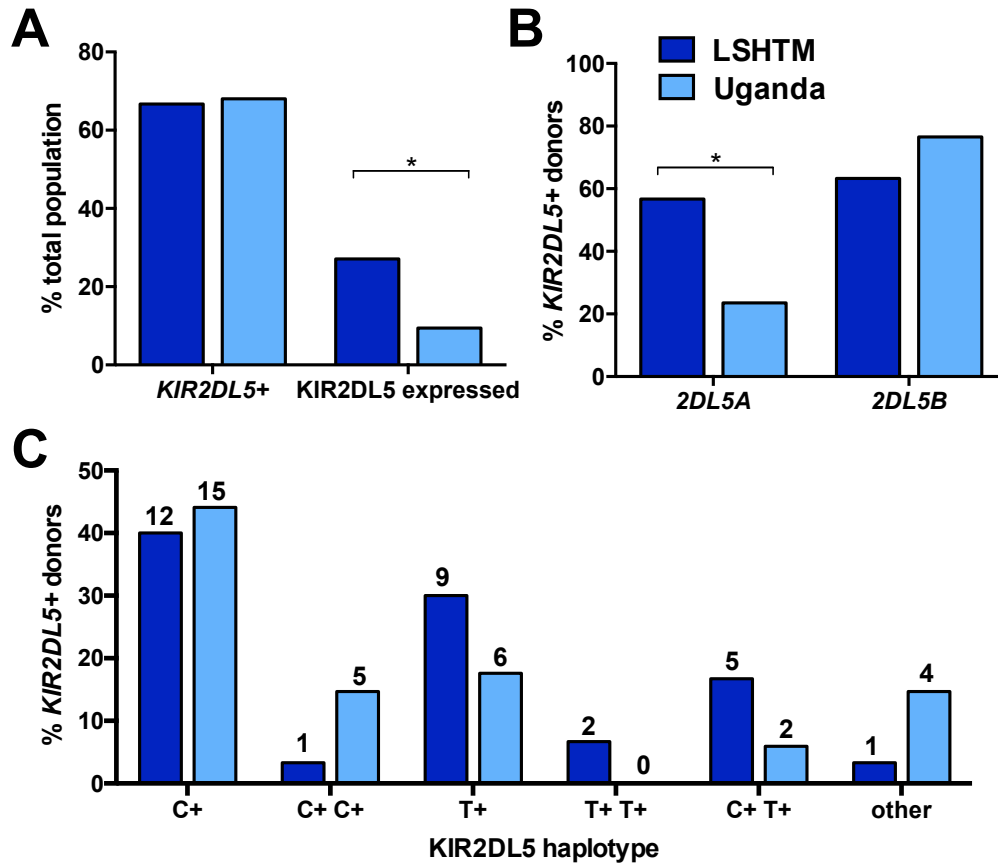 A
% total population
80
60
40
20
0
*
KIR2DL5+
KIR2DL5 expressed
B
LSHTM
Uganda
% KIR2DL5+ donors
100
80
60
40
20
0
*
2DL5A
2DL5B
C
% KIR2DL5+ donors
50
40
30
20
10
0
12
15
1
5
9
6
2
0
5
2
1
4
C+
C+ C+
T+
T+ T+
C+ T+
other
KIR2DL5 haplotype